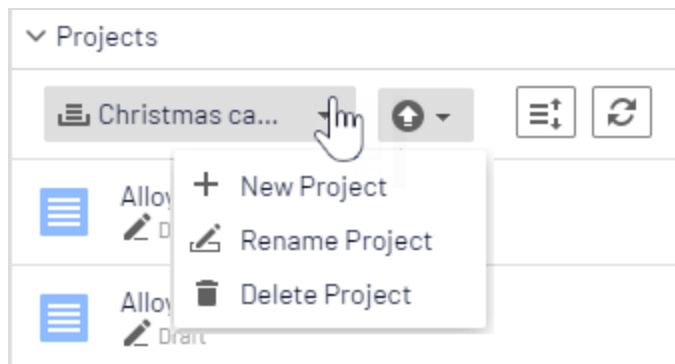 Projects
Christmas ca...
New Project
Allo
Rename Project
Delete Project
Allo
Draft